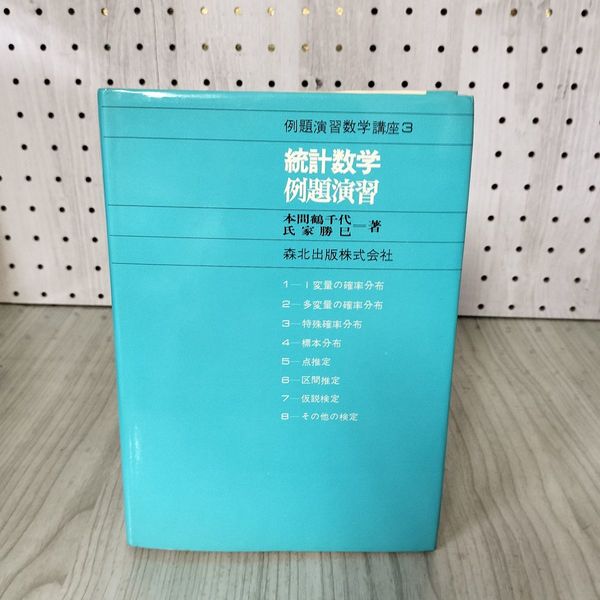 例題演習数学講座3
統計数学
例題演習
本間鶴千代
氏家勝巳 著
森北出版株式会社
1―1変量の確率分布
2―多変量の確率分布
3―特殊確率分布
4―標本分布
5―点推定
6―区間推定
7―仮説検定
8―その他の検定